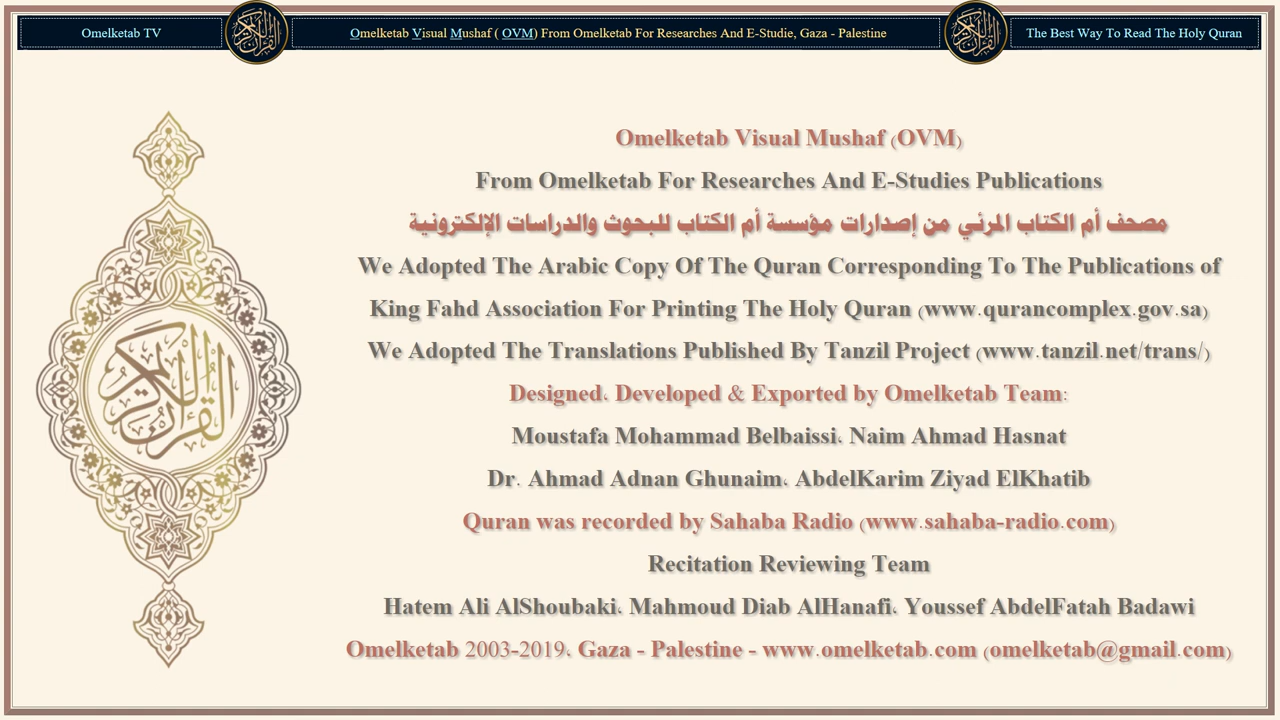 Omelketab TV
Omelketab Visual Mushaf ( OVM) From Omelketab For Researches And E-Studie, Gaza - Palestine
The Best Way To Read The Holy Quran
Omelketab Visual Mushaf (OVM)
From Omelketab For Researches And E-Studies Publications
مصحف أم الكتاب المرئي من إصدارات مؤسسة أم الكتاب للبحوث والدراسات الإلكترونية
We Adopted The Arabic Copy Of The Quran Corresponding To The Publications of
King Fahd Association For Printing The Holy Quran (www.qurancomplex.gov.sa)
We Adopted The Translations Published By Tanzil Project (www.tanzil.net/trans/)
Designed، Developed & Exported by Omelketab Team:
Moustafa Mohammad Belbaissi، Naim Ahmad Hasnat
Dr. Ahmad Adnan Ghunaim، AbdelKarim Ziyad ElKhatib
Quran was recorded by Sahaba Radio (www.sahaba-radio.com)
Recitation Reviewing Team
Hatem Ali AlShoubaki، Mahmoud Diab AlHanafi، Youssef AbdelFatah Badawi
Omelketab 2003-2019، Gaza - Palestine - www.omelketab.com (omelketab@gmail.com)
القرآن الكريم